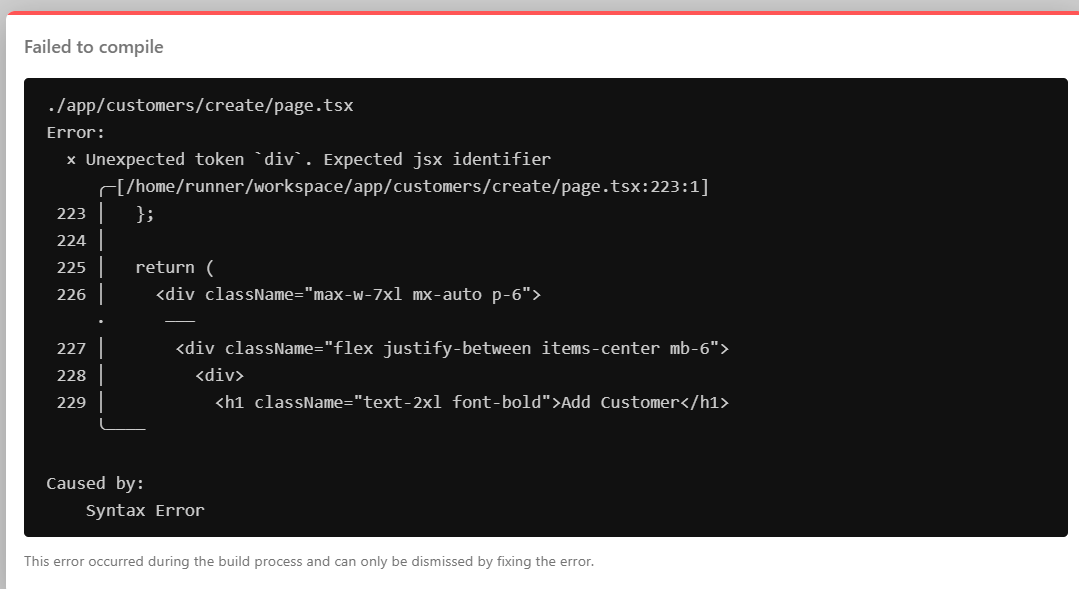 Failed to compile
./app/customers/create/page.tsx
Error:
  × Unexpected token `div`. Expected jsx identifier
     ╭─[/home/runner/workspace/app/customers/create/page.tsx:223:1]
 223 │   };
 224 │
 225 │   return (
 226 │     <div className="max-w-7xl mx-auto p-6">
     ·      ───
 227 │       <div className="flex justify-between items-center mb-6">
 228 │         <div>
 229 │           <h1 className="text-2xl font-bold">Add Customer</h1>
     ╰────
Caused by:
    Syntax Error
This error occurred during the build process and can only be dismissed by fixing the error.